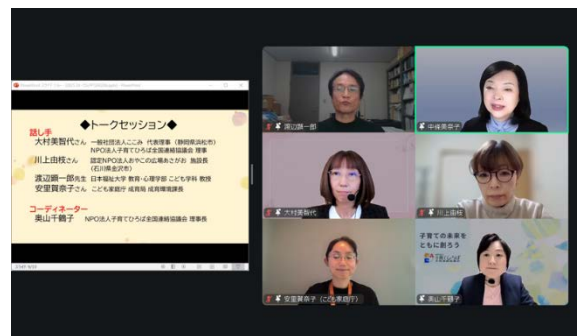 ◆トークセッション◆
話し手
大村美智代さん 一般社団法人ここみ 代表理事（静岡県浜松市）
NPO法人子育てひろば全国連絡協議会 理事
川上由枝さん 認定NPO法人おやこの広場あさがお 施設長
（石川県金沢市）
渡辺顕一郎先生 日本福祉大学 教育・心理学部 こども学科 教授
安里賀奈子さん こども家庭庁 成育局 成育環境課長
コーディネーター
奥山千鶴子 NPO法人子育てひろば全国連絡協議会 理事長
渡辺顕一郎
中條美奈子
大村美智代
川上由枝
子育ての未来を
ともに創ろう
安里賀奈子（こども家庭庁）
奥山千鶴子